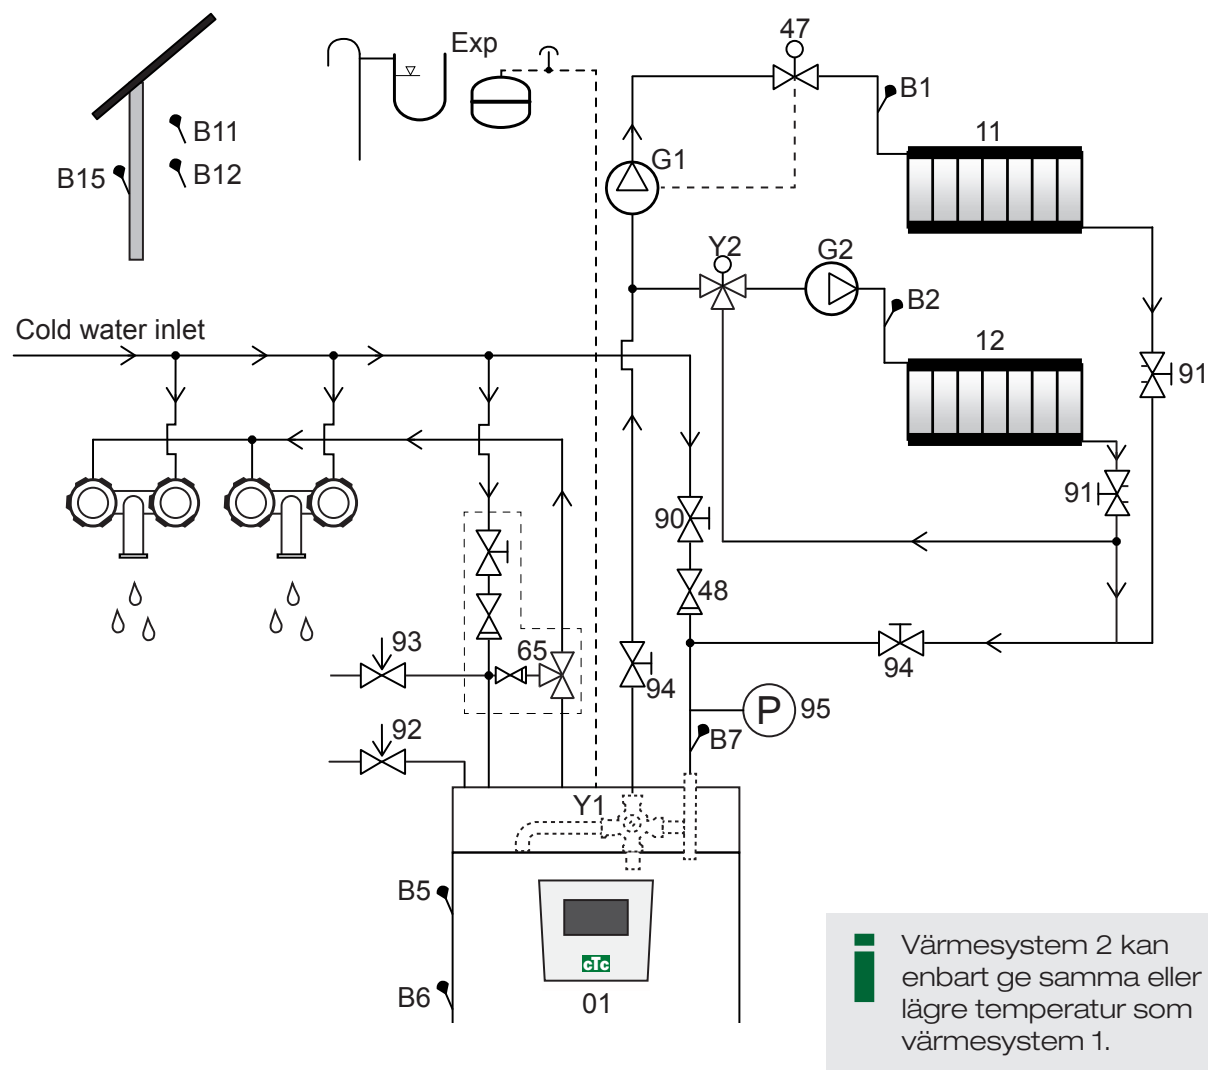 Exp
47
B1
B11
11
G1
B15
B12
Y2
G2
B2
Cold water inlet
12
91
91
90
48
93
65
94
94
P
95
92
B7
Y1
B5
cTc
B6
01
Värmesystem 2 kan
enbart ge samma eller
lägre temperatur som
värmesystem 1.